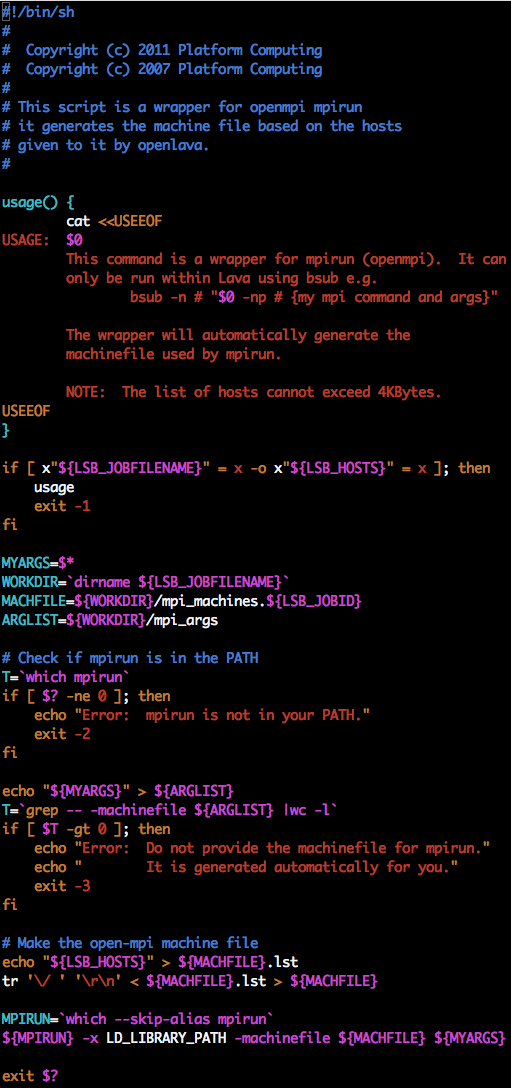 #!/bin/sh
#
#  Copyright (c) 2011 Platform Computing
#  Copyright (c) 2007 Platform Computing
#
# This script is a wrapper for openmpi mpirun
# it generates the machine file based on the hosts
# given to it by openlava.
#

usage() {
        cat <<USEEOF
USAGE:  $0
        This command is a wrapper for mpirun (openmpi).  It can
        only be run within Lava using bsub e.g.
                bsub -n # "$0 -np # {my mpi command and args}"

        The wrapper will automatically generate the
        machinefile used by mpirun.

        NOTE:  The list of hosts cannot exceed 4KBytes.
USEEOF
}

if [ x"${LSB_JOBFILENAME}" = x -o x"${LSB_HOSTS}" = x ]; then
    usage
    exit -1
fi

MYARGS=$*
WORKDIR=`dirname ${LSB_JOBFILENAME}`
MACHFILE=${WORKDIR}/mpi_machines.${LSB_JOBID}
ARGLIST=${WORKDIR}/mpi_args

# Check if mpirun is in the PATH
T=`which mpirun`
if [ $? -ne 0 ]; then
    echo "Error:  mpirun is not in your PATH."
    exit -2
fi

echo "${MYARGS}" > ${ARGLIST}
T=`grep -- -machinefile ${ARGLIST} |wc -l`
if [ $T -gt 0 ]; then
    echo "Error:  Do not provide the machinefile for mpirun."
    echo "        It is generated automatically for you."
    exit -3
fi

# Make the open-mpi machine file
echo "${LSB_HOSTS}" > ${MACHFILE}.lst
tr '\/ ' '\r\n' < ${MACHFILE}.lst > ${MACHFILE}

MPIRUN=`which --skip-alias mpirun`
${MPIRUN} -x LD_LIBRARY_PATH -machinefile ${MACHFILE} ${MYARGS}

exit $?